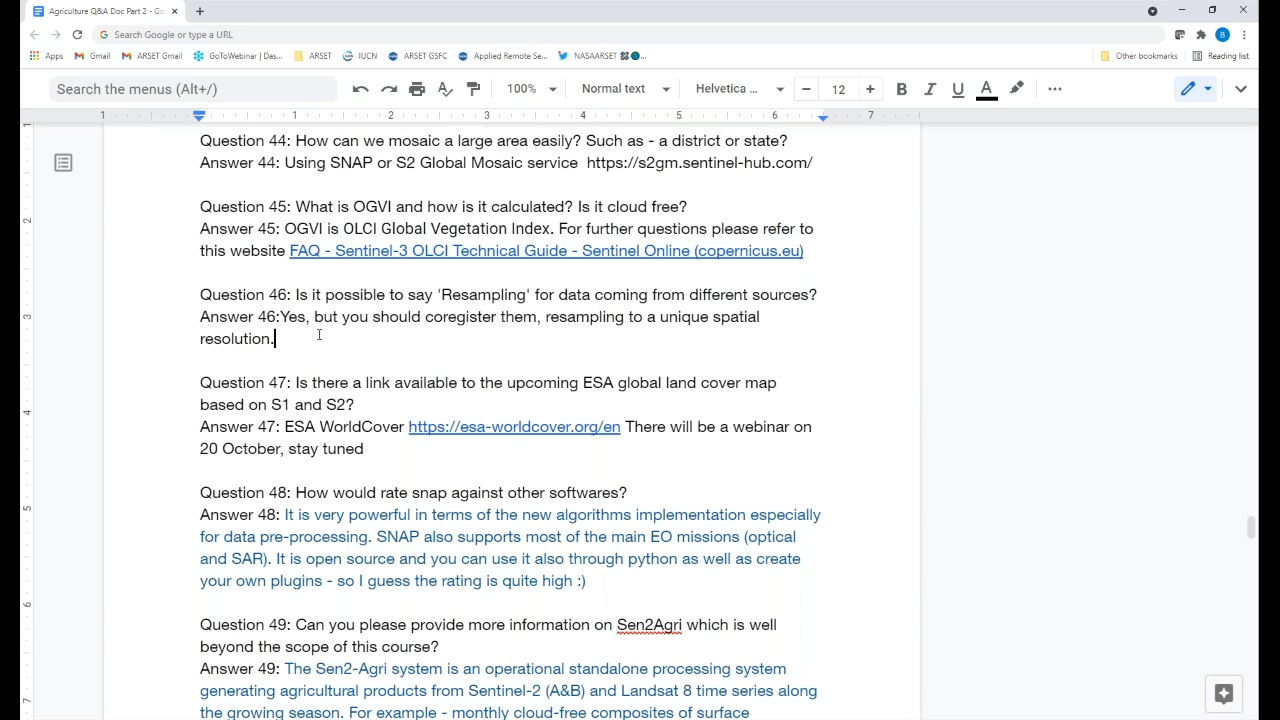 Agriculture Q&A Doc Part 2 - Go
Search Google or type a URL
Apps Gmail ARSET Gmail GoToWebinar | Das... ARSET IUCN ARSET GSFC Applied Remote Se... NASAARSET Other bookmarks Reading list
Search the menus (Alt+/) 100% Normal text Helvetica ... 12 B I U A
1 1 2 3 4 5 6 7
Question 44: How can we mosaic a large area easily? Such as - a district or state?
Answer 44: Using SNAP or S2 Global Mosaic service https://s2gm.sentinel-hub.com/
Question 45: What is OGVI and how is it calculated? Is it cloud free?
Answer 45: OGVI is OLCI Global Vegetation Index. For further questions please refer to
this website FAQ - Sentinel-3 OLCI Technical Guide - Sentinel Online (copernicus.eu)
Question 46: Is it possible to say 'Resampling' for data coming from different sources?
Answer 46:Yes, but you should coregister them, resampling to a unique spatial
resolution.
Question 47: Is there a link available to the upcoming ESA global land cover map
based on S1 and S2?
Answer 47: ESA WorldCover https://esa-worldcover.org/en There will be a webinar on
20 October, stay tuned
Question 48: How would rate snap against other softwares?
Answer 48: It is very powerful in terms of the new algorithms implementation especially
for data pre-processing. SNAP also supports most of the main EO missions (optical
and SAR). It is open source and you can use it also through python as well as create
your own plugins - so I guess the rating is quite high :)
Question 49: Can you please provide more information on Sen2Agri which is well
beyond the scope of this course?
Answer 49: The Sen2-Agri system is an operational standalone processing system
generating agricultural products from Sentinel-2 (A&B) and Landsat 8 time series along
the growing season. For example - monthly cloud-free composites of surface